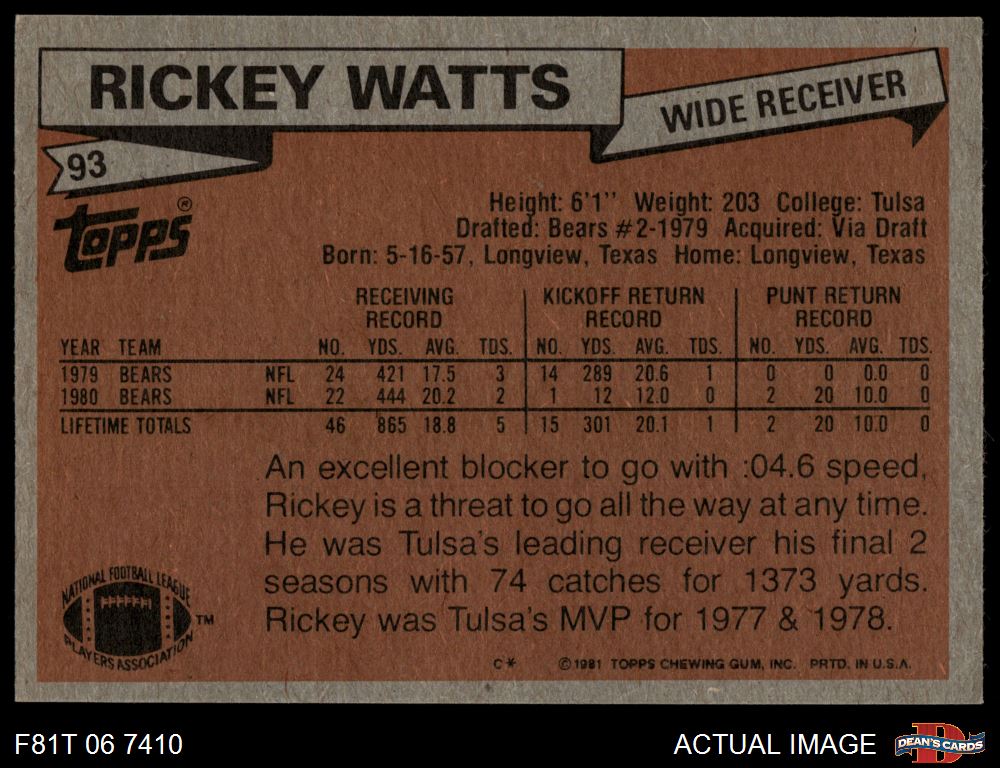 RICKEY WATTS
WIDE RECEIVER
93
topps®
Height: 6'1'' Weight: 203 College: Tulsa
Drafted: Bears #2-1979 Acquired: Via Draft
Born: 5-16-57, Longview, Texas Home: Longview, Texas
RECEIVING RECORD KICKOFF RETURN RECORD PUNT RETURN RECORD
YEAR TEAM NO. YDS. AVG. TDS. NO. YDS. AVG. TDS. NO. YDS. AVG. TDS.
1979 BEARS NFL 24 421 17.5 3 14 289 20.6 1 0 0 0.0 0
1980 BEARS NFL 22 444 20.2 2 1 12 12.0 0 2 20 10.0 0
LIFETIME TOTALS 46 865 18.8 5 15 301 20.1 1 2 20 10.0 0
An excellent blocker to go with :04.6 speed,
Rickey is a threat to go all the way at any time.
He was Tulsa's leading receiver his final 2
seasons with 74 catches for 1373 yards.
Rickey was Tulsa's MVP for 1977 & 1978.
NATIONAL FOOTBALL LEAGUE
PLAYERS ASSOCIATION
TM
C* ©1981 TOPPS CHEWING GUM, INC. PRTD. IN U.S.A.
F81T 06 7410
ACTUAL IMAGE
D
DEAN'S CARDS